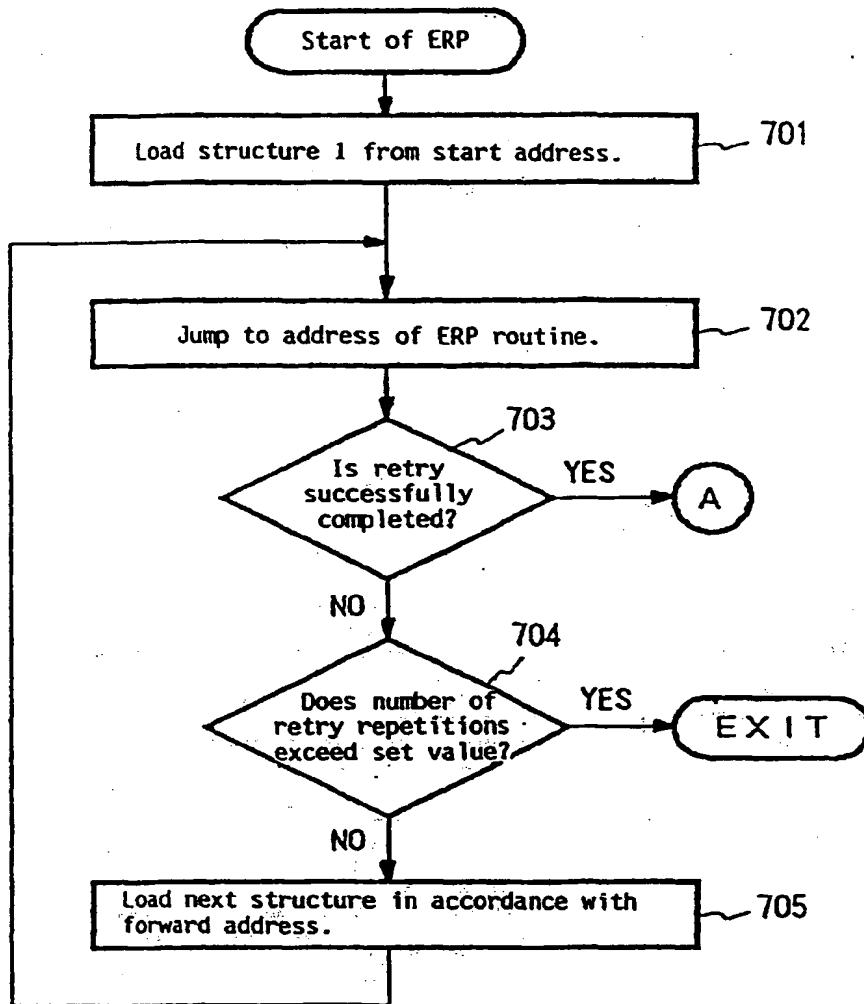 Start of ERP
Load structure 1 from start address.
701
Jump to address of ERP routine.
702
703
Is retry
successfully
completed?
YES
A
NO
704
Does number of
retry repetitions
exceed set value?
YES
EXIT
NO
Load next structure in accordance with
forward address.
705